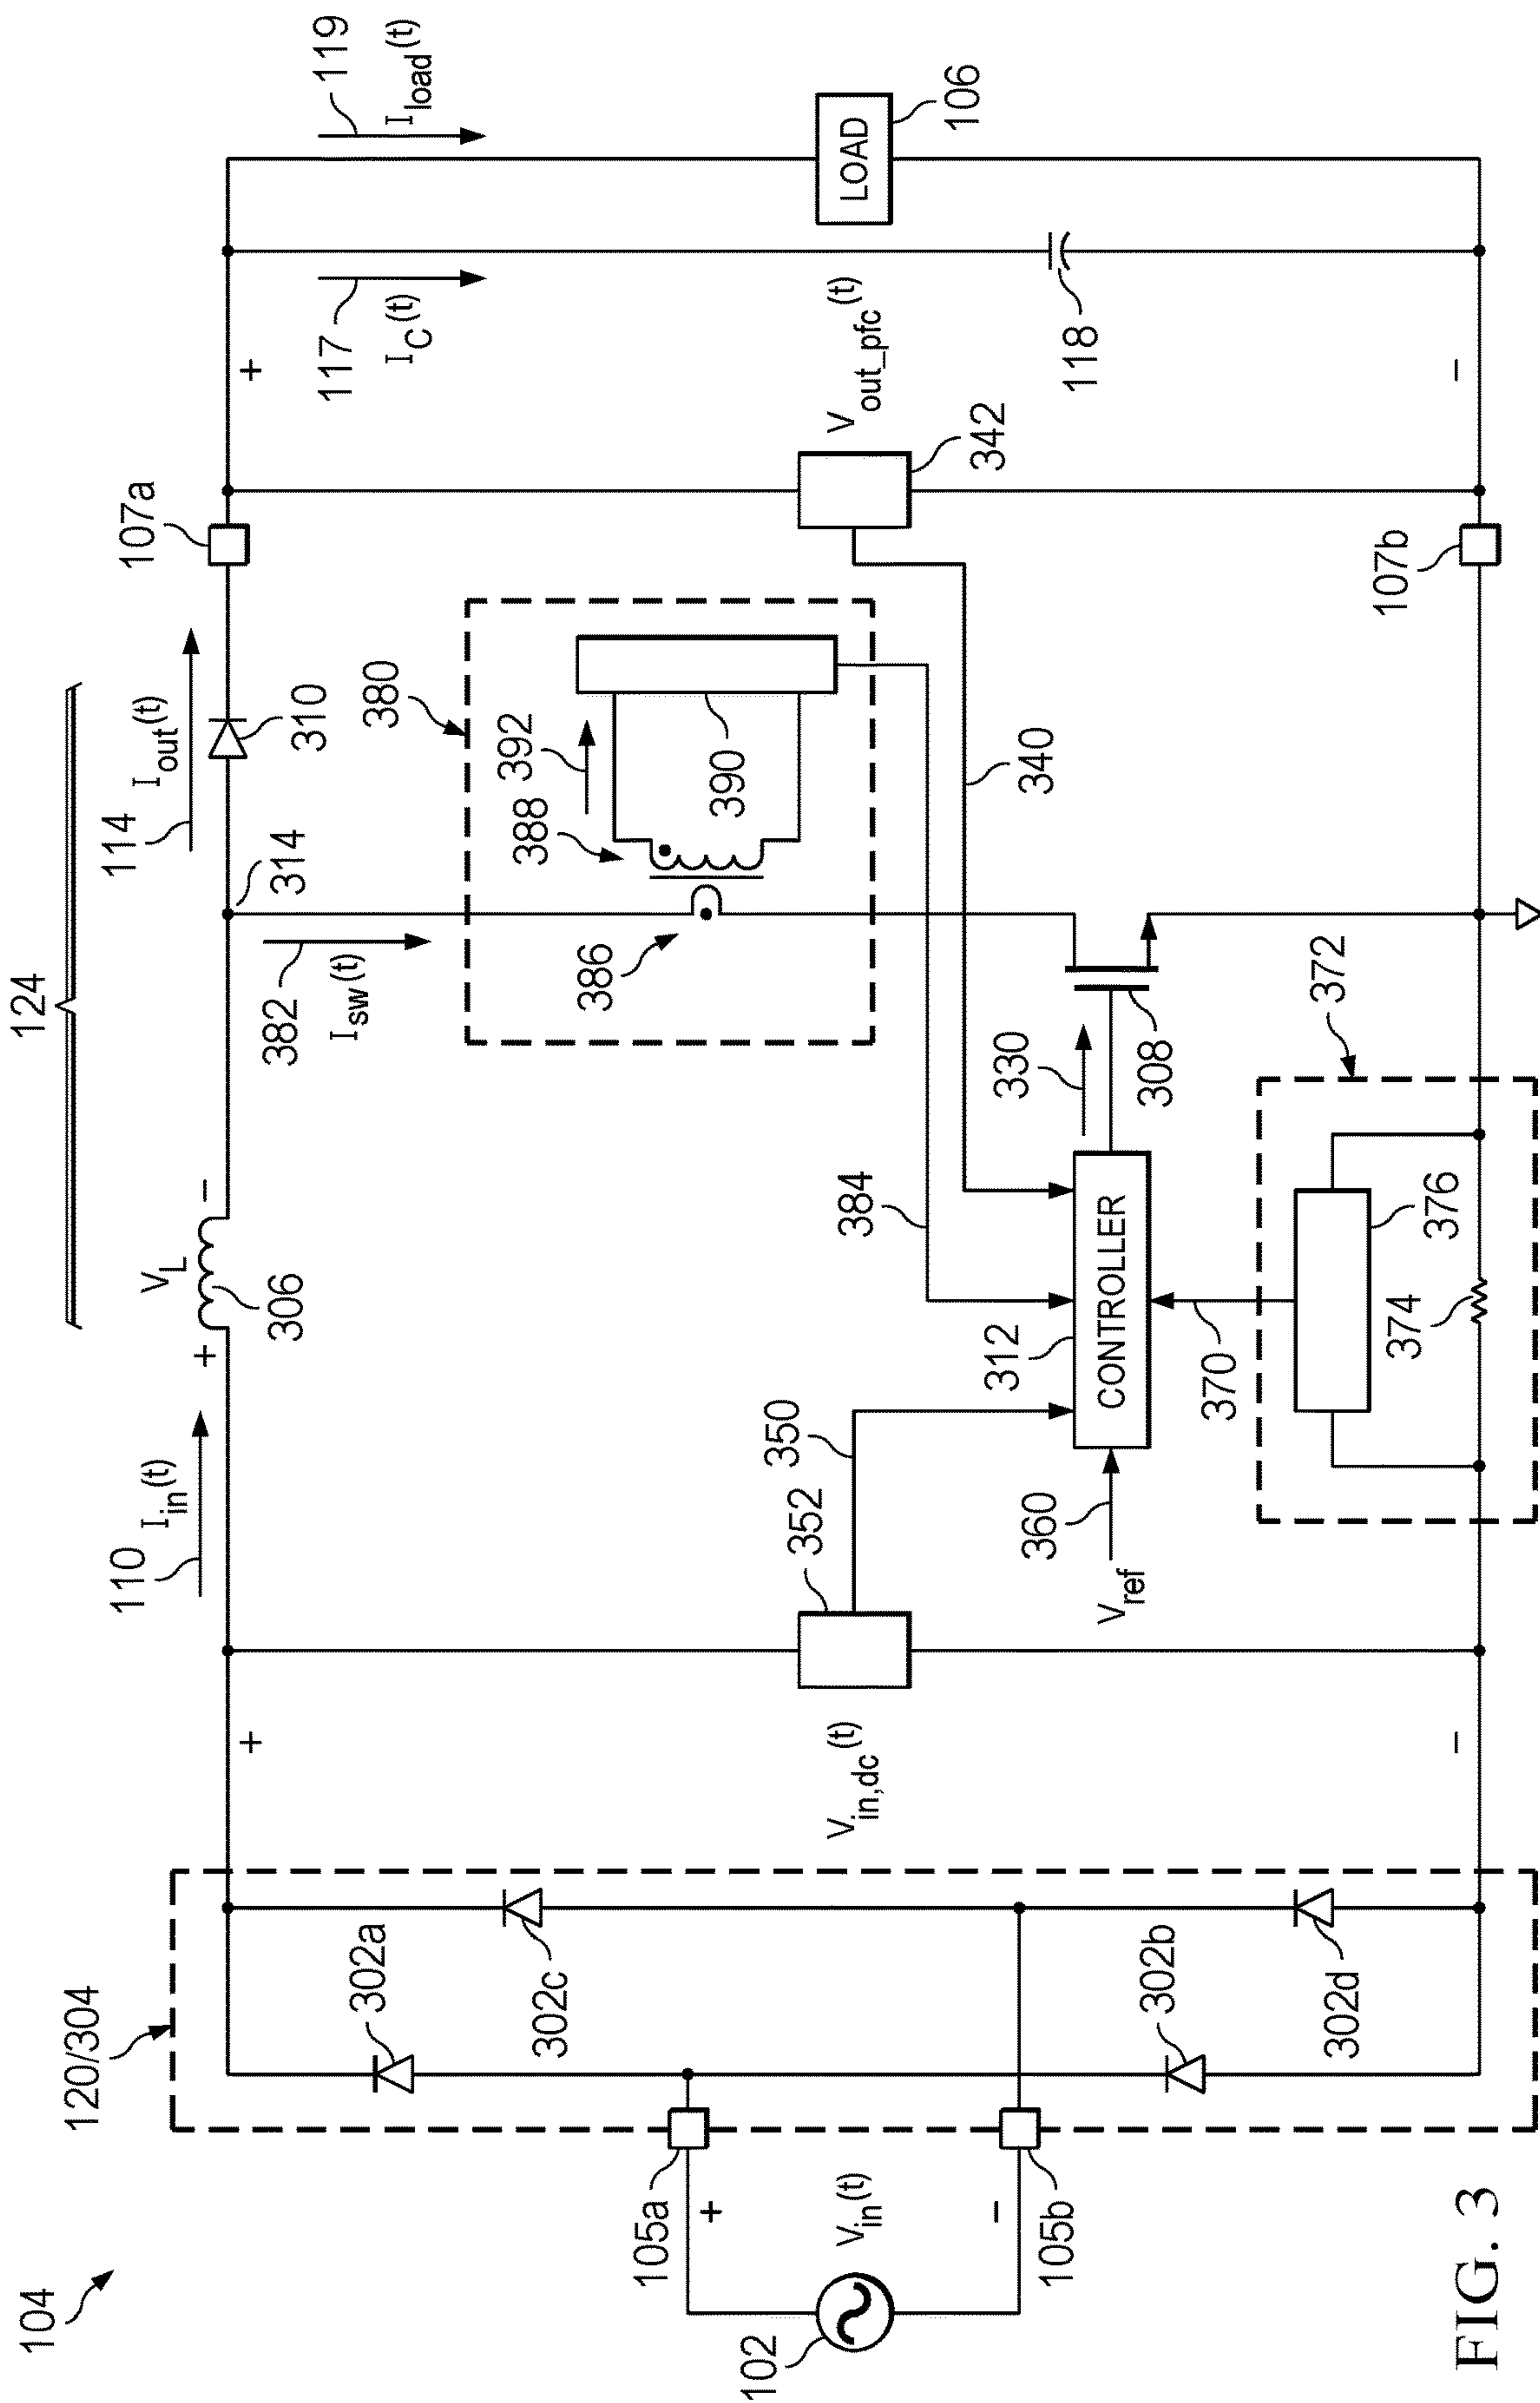 104
124
120/304
110
I_in(t)
V_L
+
−
306
314
114
I_out(t)
310
107a
+
117
I_C(t)
119
I_load(t)
+
382
I_sw(t)
380
386
388
392
390
302a
302c
105a
+
102
V_in(t)
−
105b
302b
302d
V_in,dc(t)
−
352
350
360
V_ref
312
CONTROLLER
384
340
330
308
342
V_out_pfc(t)
118
LOAD
106
370
372
376
374
107b
−
FIG. 3